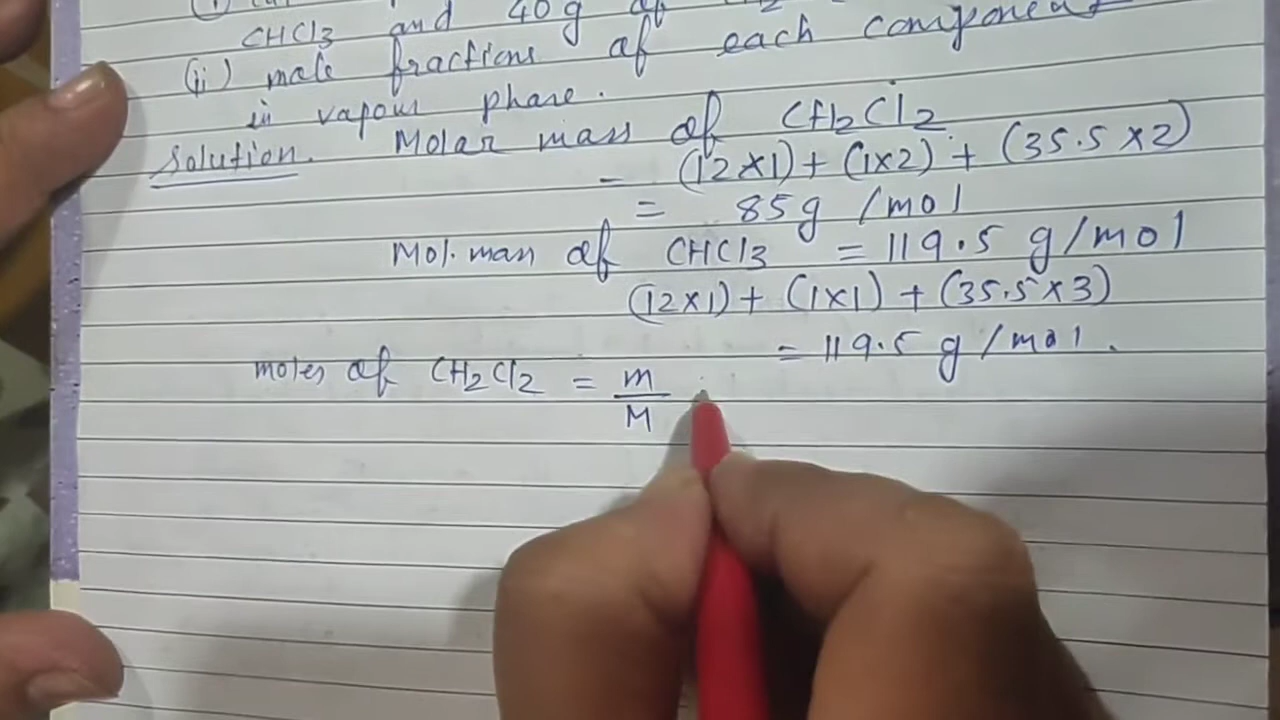 CHCl3 and 40g of
(ii) mole fractions of each component
in vapour phase.
Solution. Molar mass of CH2Cl2
= (12×1) + (1×2) + (35.5×2)
= 85g /mol
Mol. mass of CHCl3 = 119.5 g/mol
(12×1) + (1×1) + (35.5×3)
= 119.5 g/mol.
moles of CH2Cl2 = m
M